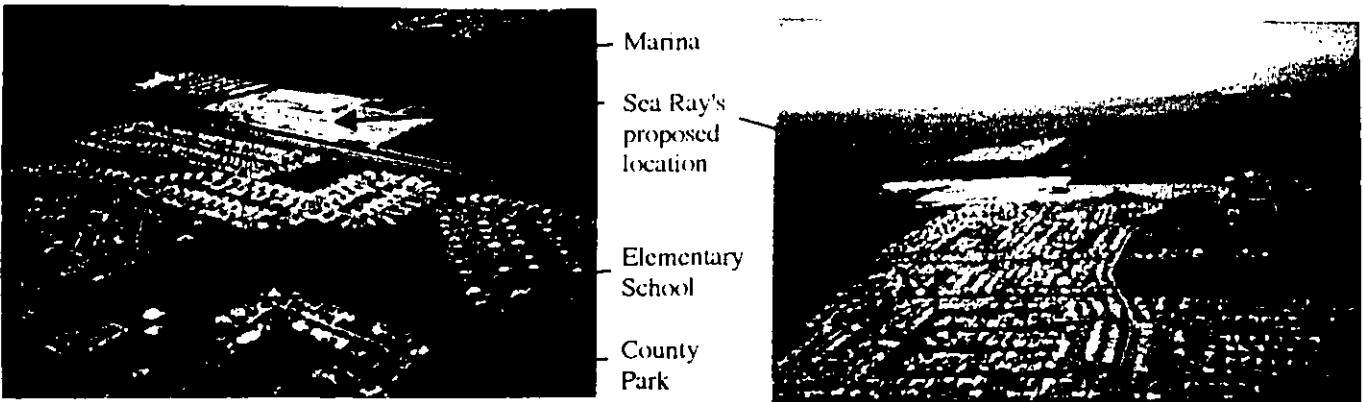 Marina
Sea Ray's
proposed
location
Elementary
School
County
Park